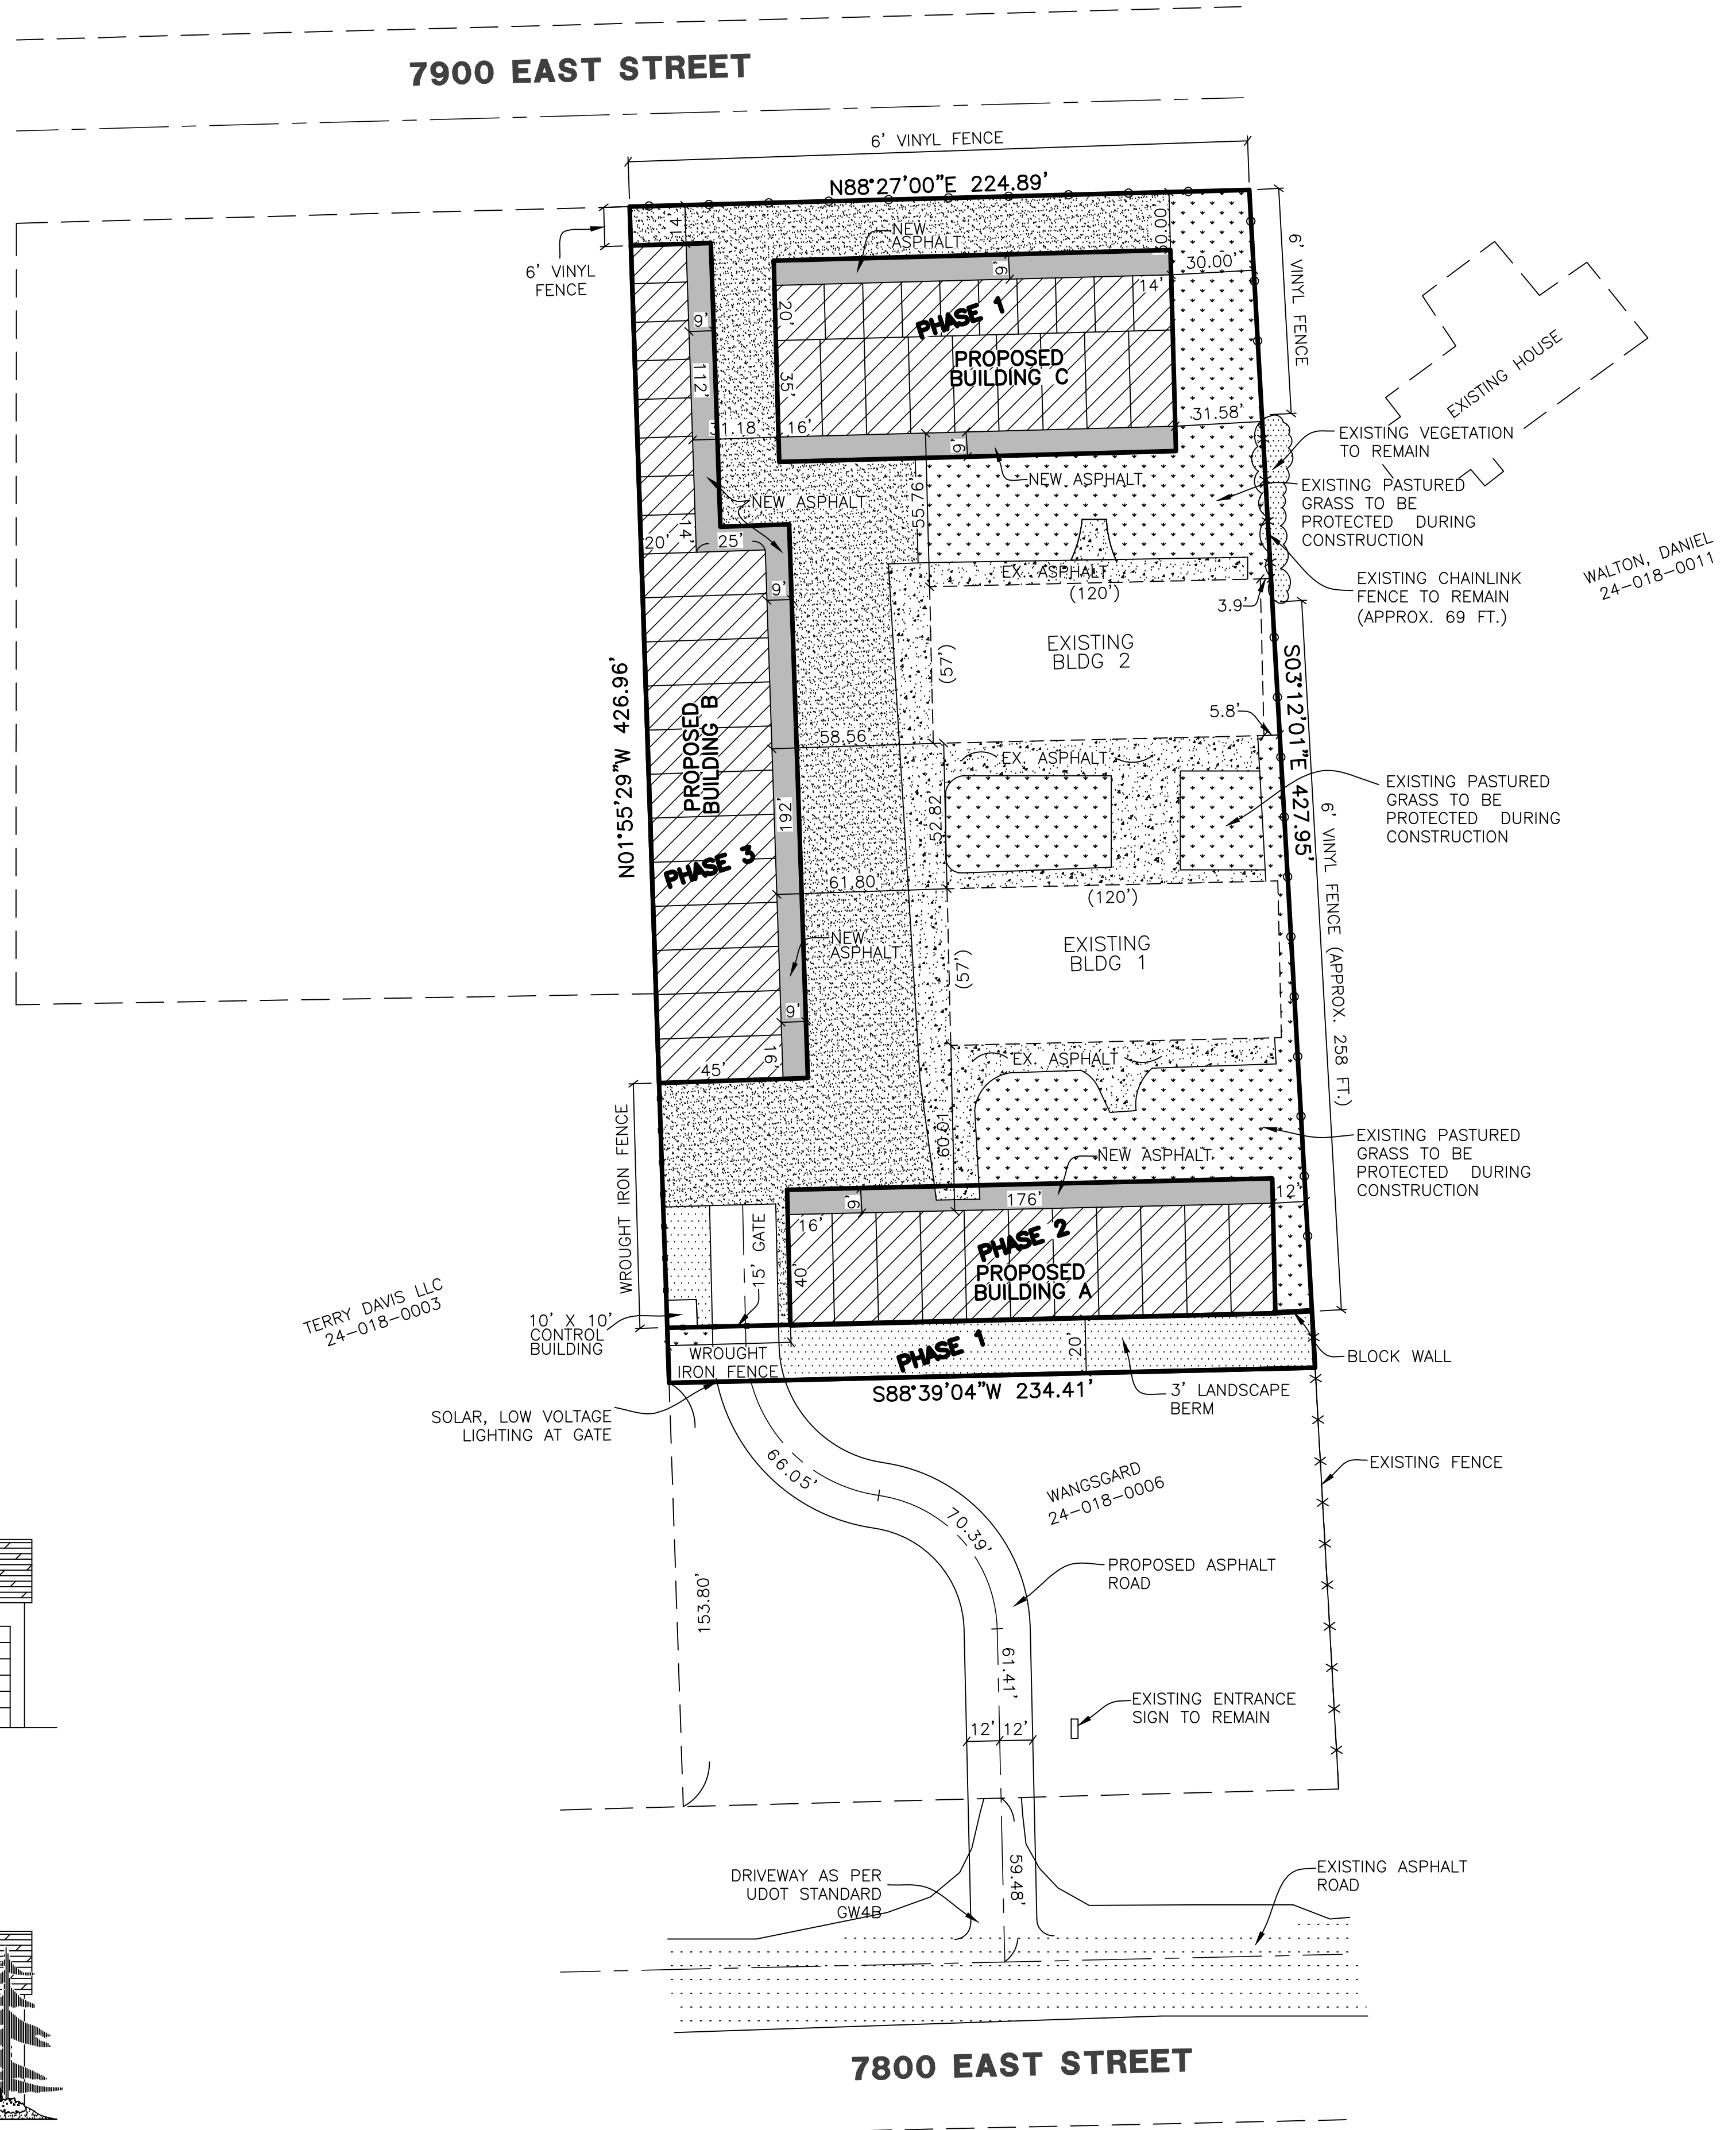 7900 EAST STREET
6' VINYL FENCE
N88°27'00"E 224.89'
6' VINYL
FENCE
14'
NEW
ASPHALT
30.00'
9'
14'
6' VINYL FENCE
9'
112'
20'
PHASE 1
PROPOSED
BUILDING C
35'
16'
31.18'
31.58'
9'
EXISTING HOUSE
EXISTING VEGETATION
TO REMAIN
EXISTING PASTURED
GRASS TO BE
PROTECTED DURING
CONSTRUCTION
EXISTING CHAINLINK
FENCE TO REMAIN
(APPROX. 69 FT.)
WALTON, DANIEL
24-018-0011
NEW ASPHALT
NEW ASPHALT
55.76
14'
20'
25'
9'
EX. ASPHALT
(120')
3.9'
EXISTING
BLDG 2
(57')
5.8'
N01°55'29"W 426.96'
S03°12'01"E 427.95'
PROPOSED
BUILDING B
PHASE 3
192'
58.56
EX. ASPHALT
52.82
61.80
(120')
EXISTING PASTURED
GRASS TO BE
PROTECTED DURING
CONSTRUCTION
6' VINYL FENCE (APPROX. 258 FT.)
NEW
ASPHALT
EXISTING
BLDG 1
(57')
9'
16'
45'
EX. ASPHALT
60.01
WROUGHT IRON FENCE
EXISTING PASTURED
GRASS TO BE
PROTECTED DURING
CONSTRUCTION
NEW ASPHALT
12'
176'
9'
16'
15' GATE
40'
PHASE 2
PROPOSED
BUILDING A
TERRY DAVIS LLC
24-018-0003
10' X 10'
CONTROL
BUILDING
WROUGHT
IRON FENCE
PHASE 1
20'
BLOCK WALL
S88°39'04"W 234.41'
3' LANDSCAPE
BERM
SOLAR, LOW VOLTAGE
LIGHTING AT GATE
66.05'
WANGSGARD
24-018-0006
EXISTING FENCE
70.39'
PROPOSED ASPHALT
ROAD
153.80'
61.41'
EXISTING ENTRANCE
SIGN TO REMAIN
12'
12'
DRIVEWAY AS PER
UDOT STANDARD
GW4B
59.48'
EXISTING ASPHALT
ROAD
7800 EAST STREET